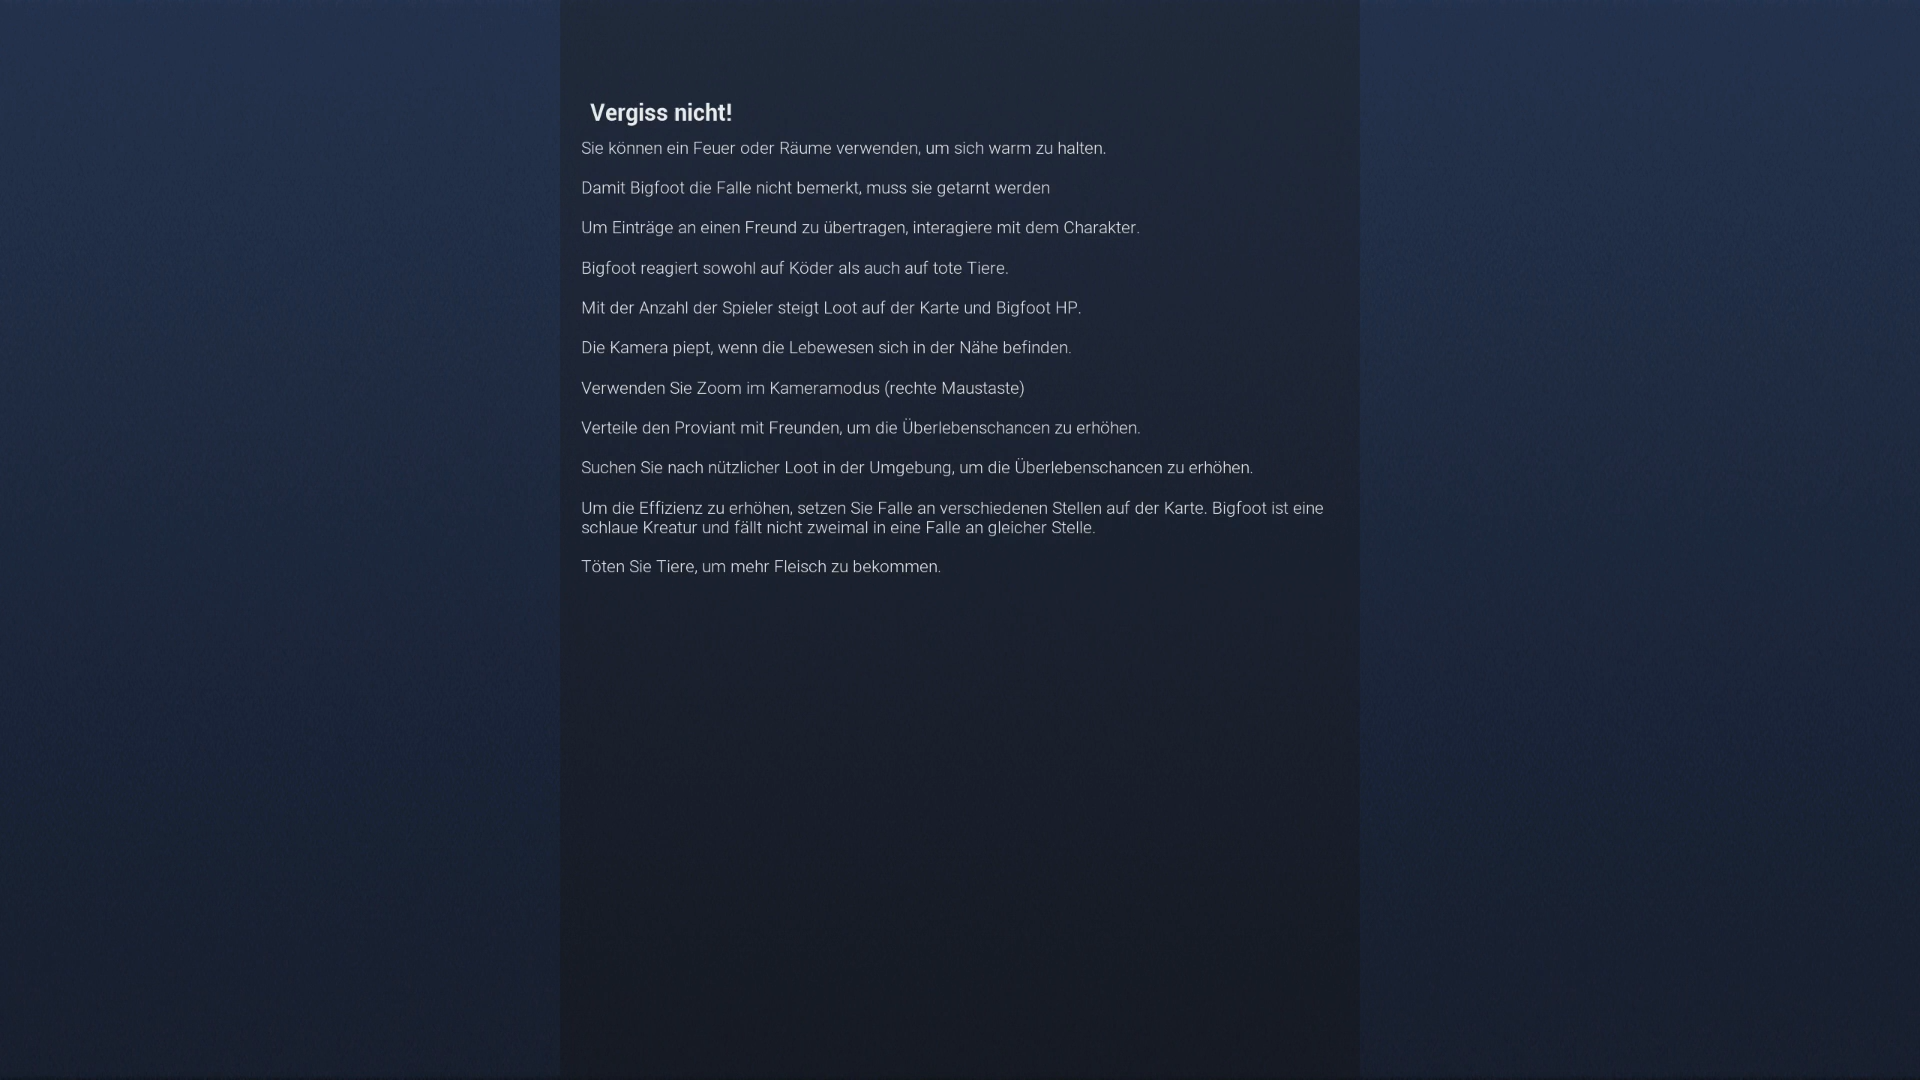 Vergiss nicht!
Sie können ein Feuer oder Räume verwenden, um sich warm zu halten.
Damit Bigfoot die Falle nicht bemerkt, muss sie getarnt werden
Um Einträge an einen Freund zu übertragen, interagiere mit dem Charakter.
Bigfoot reagiert sowohl auf Köder als auch auf tote Tiere.
Mit der Anzahl der Spieler steigt Loot auf der Karte und Bigfoot HP.
Die Kamera piept, wenn die Lebewesen sich in der Nähe befinden.
Verwenden Sie Zoom im Kameramodus (rechte Maustaste)
Verteile den Proviant mit Freunden, um die Überlebenschancen zu erhöhen.
Suchen Sie nach nützlicher Loot in der Umgebung, um die Überlebenschancen zu erhöhen.
Um die Effizienz zu erhöhen, setzen Sie Falle an verschiedenen Stellen auf der Karte. Bigfoot ist eine
schlaue Kreatur und fällt nicht zweimal in eine Falle an gleicher Stelle.
Töten Sie Tiere, um mehr Fleisch zu bekommen.